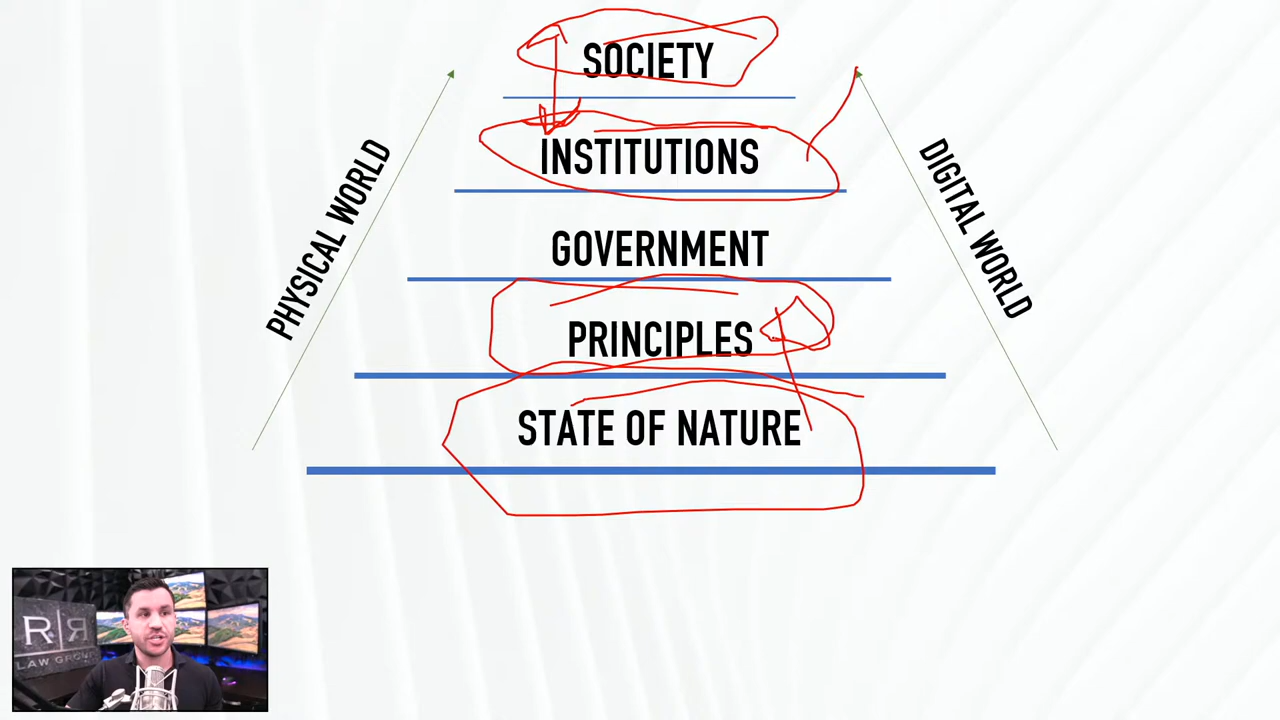 SOCIETY
INSTITUTIONS
GOVERNMENT
PRINCIPLES
STATE OF NATURE
PHYSICAL WORLD
DIGITAL WORLD
R|Я
LAW GROUP